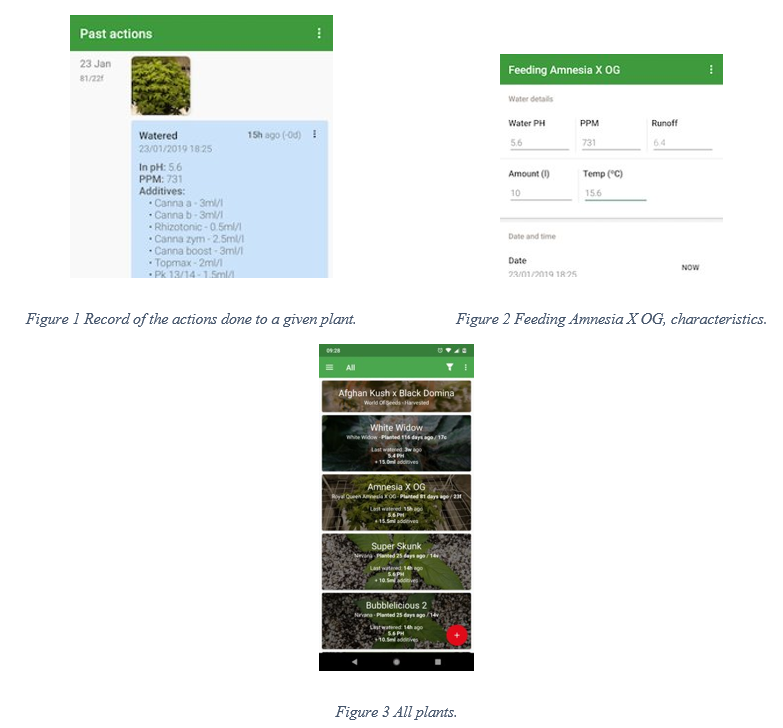 Past actions
23 Jan
81/22f
Watered 15h ago (-0d)
23/01/2019 18:25
In pH: 5.6
PPM: 731
Additives:
• Canna a - 3ml/l
• Canna b - 3ml/l
• Rhizotonic - 0.5ml/l
• Canna zym - 2.5ml/l
• Canna boost - 3ml/l
• Topmax - 2ml/l
• Pk 13/14 - 1.5ml/l
Figure 1 Record of the actions done to a given plant.
Feeding Amnesia X OG
Water details
Water PH PPM Runoff
5.6 731 6.4
Amount (l) Temp (ºC)
10 15.6
Date and time
Date
23/01/2019 18:25 NOW
Figure 2 Feeding Amnesia X OG, characteristics.
09:28
All
Afghan Kush x Black Domina
World Of Seeds - Harvested
White Widow
White Widow - Planted 116 days ago / 17c
Last watered: 3w ago
5.4 PH
+ 15.0ml additives
Amnesia X OG
Royal Queen Amnesia X OG - Planted 81 days ago / 23f
Last watered: 15h ago
5.6 PH
+ 15.5ml additives
Super Skunk
Nirvana - Planted 25 days ago / 14v
Last watered: 14h ago
5.6 PH
+ 10.5ml additives
Bubblelicious 2
Nirvana - Planted 25 days ago / 14v
Last watered: 14h ago
5.6 PH
+ 10.5ml additives
Figure 3 All plants.